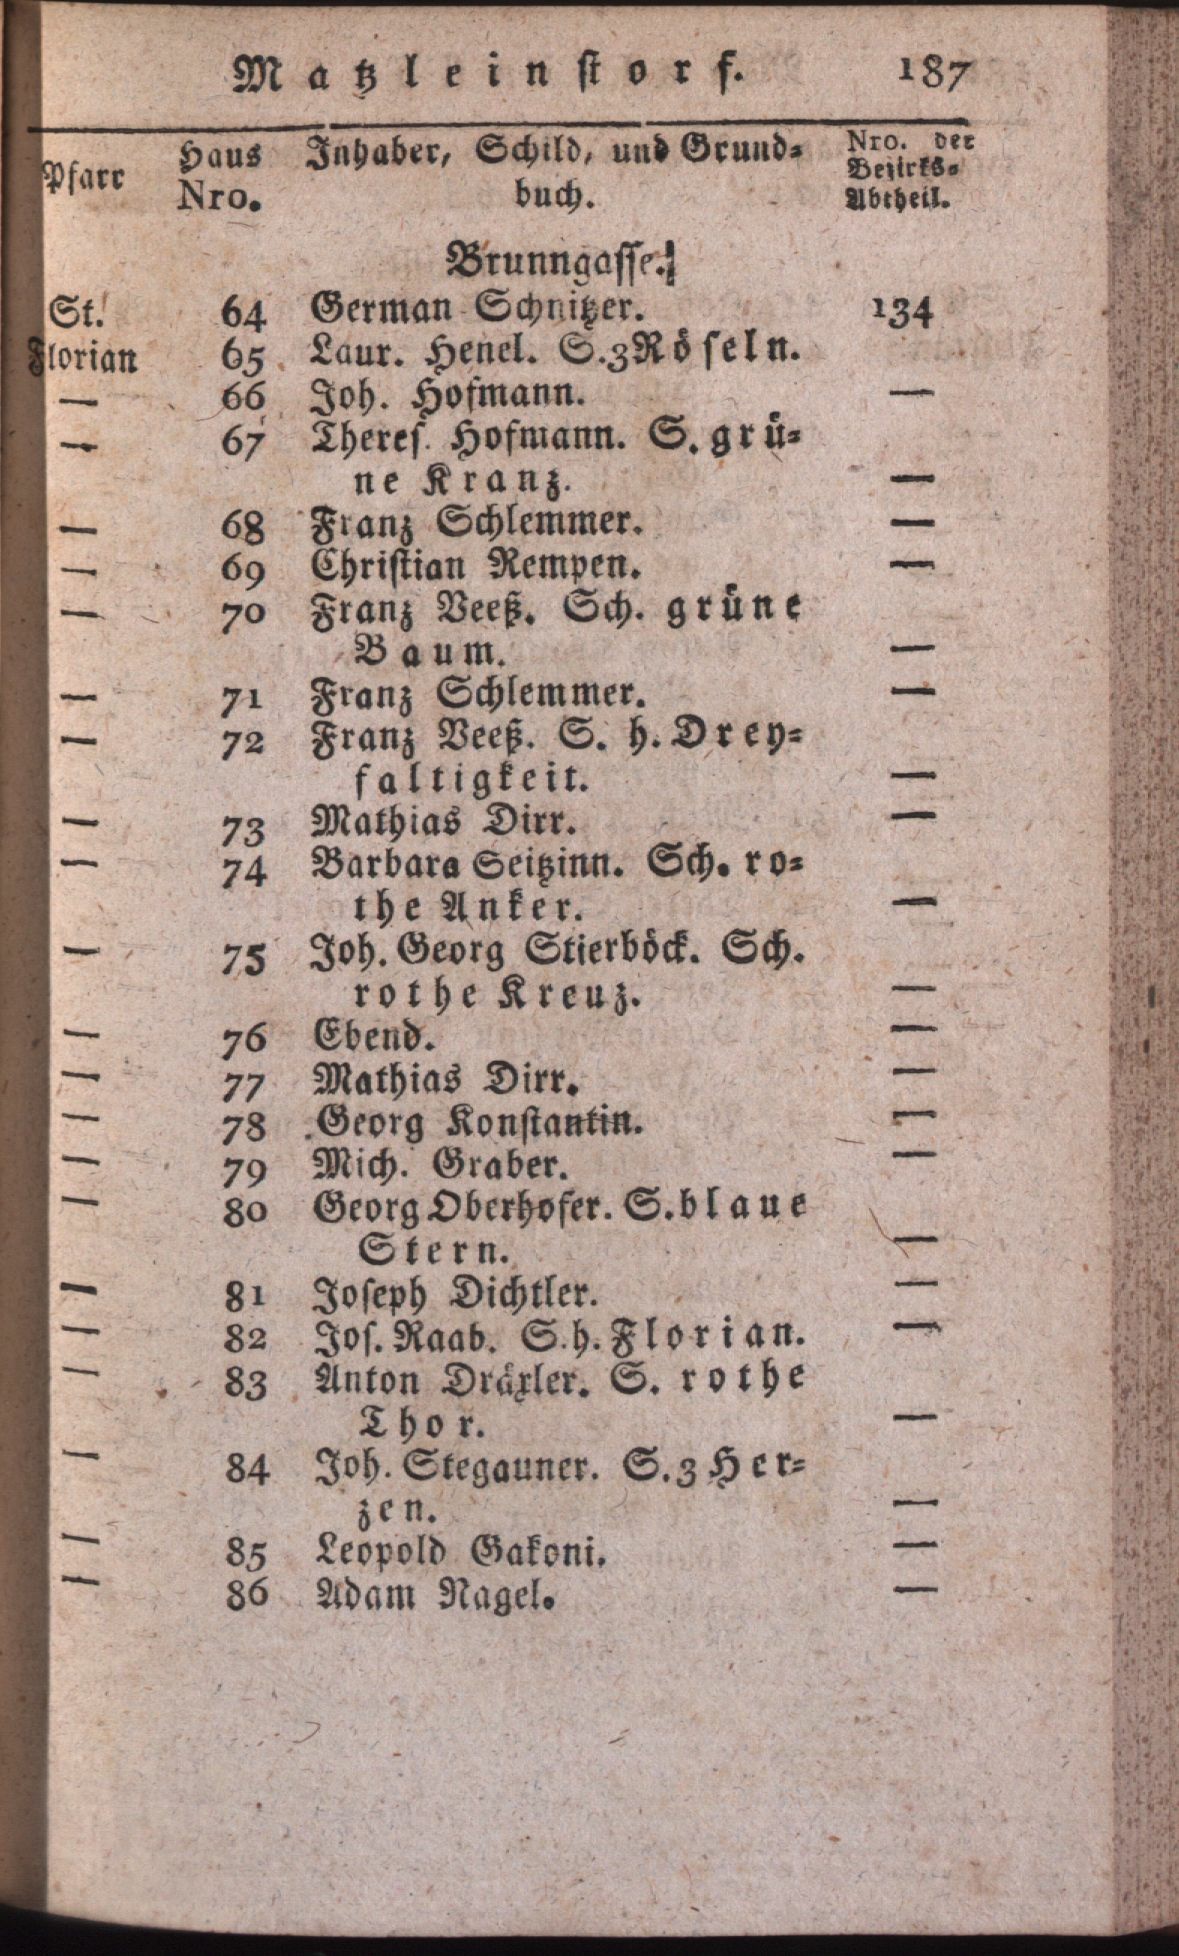 Matzleinstorf. 187
Pfarr Haus Nro. Inhaber, Schild, und Grund-
buch. Nro. der Bezirks-Abtheil.
Brunngasse.
St. 64 German Schnitzer. 134
Florian 65 Laur. Henel. S. 3 Röseln.
— 66 Joh. Hofmann. —
— 67 Theres. Hofmann. S. grü-
ne Kranz. —
— 68 Franz Schlemmer. —
— 69 Christian Rempen. —
— 70 Franz Veeß. Sch. grüne
Baum. —
— 71 Franz Schlemmer. —
— 72 Franz Veeß. S. h. Drey-
faltigkeit. —
— 73 Mathias Dirr. —
— 74 Barbara Seitzinn. Sch. ro-
the Anker. —
— 75 Joh. Georg Stierböck. Sch.
rothe Kreuz. —
— 76 Ebend. —
— 77 Mathias Dirr. —
— 78 Georg Konstantin. —
— 79 Mich. Graber. —
— 80 Georg Oberhofer. S. blaue
Stern. —
— 81 Joseph Dichtler. —
— 82 Jos. Raab. S. h. Florian. —
— 83 Anton Dräxler. S. rothe
Thor. —
— 84 Joh. Stegauner. S. 3 Her-
zen. —
— 85 Leopold Gakoni. —
— 86 Adam Nagel. —